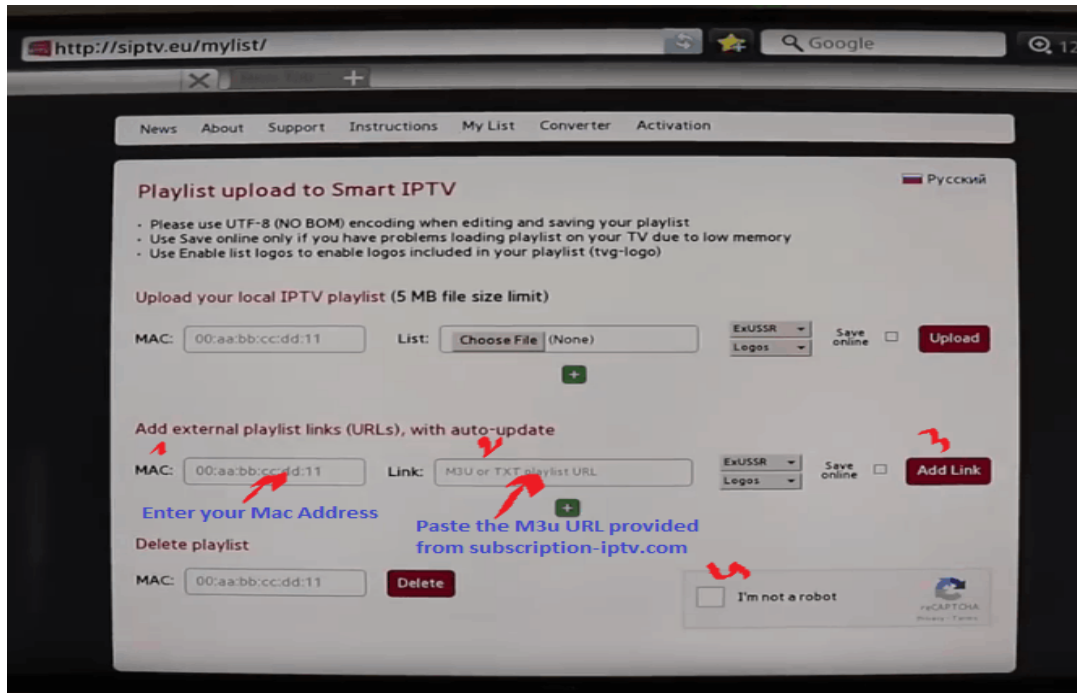 http://siptv.eu/mylist/
Google
12
News About Support Instructions My List Converter Activation
Русский
Playlist upload to Smart IPTV
- Please use UTF-8 (NO BOM) encoding when editing and saving your playlist
- Use Save online only if you have problems loading playlist on your TV due to low memory
- Use Enable list logos to enable logos included in your playlist (tvg-logo)
Upload your local IPTV playlist (5 MB file size limit)
MAC: 00:aa:bb:cc:dd:11 List: Choose File (None) ExUSSR Save online Upload
Logos
+
Add external playlist links (URLs), with auto-update
1 2 3
MAC: 00:aa:bb:cc:dd:11 Link: M3U or TXT playlist URL ExUSSR Save online Add Link
Logos
+
Enter your Mac Address
Paste the M3u URL provided
from subscription-iptv.com
Delete playlist
4
MAC: 00:aa:bb:cc:dd:11 Delete
I'm not a robot
reCAPTCHA
Privacy - Terms